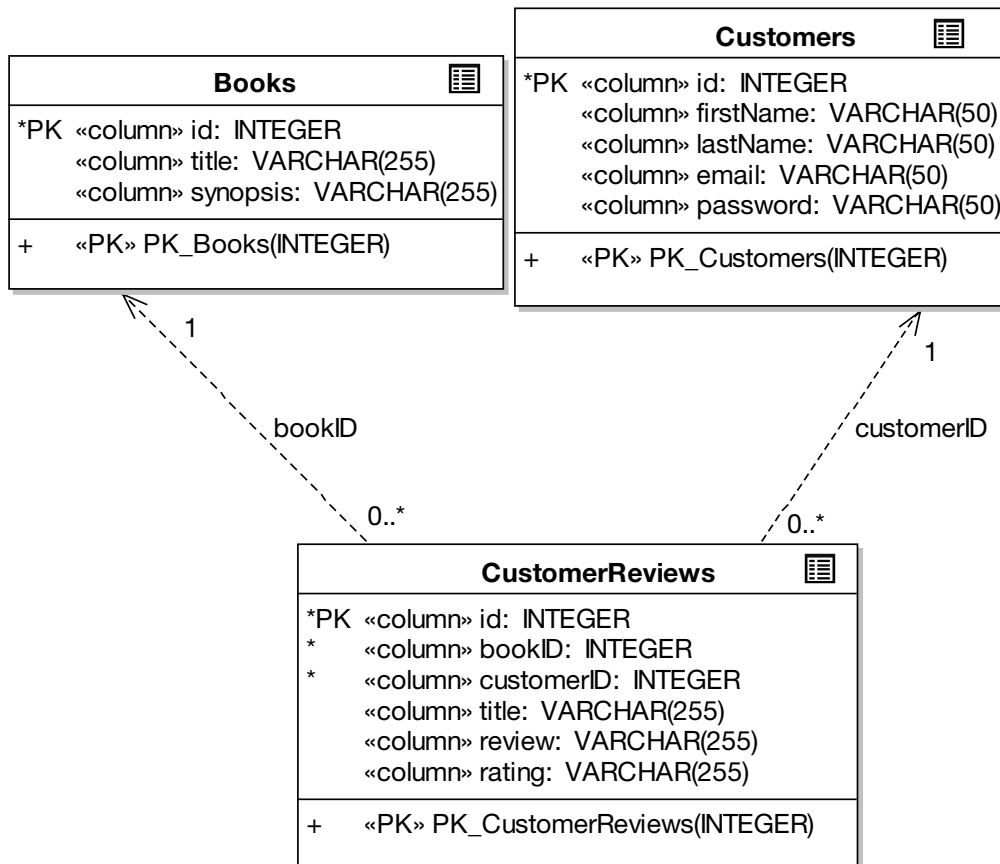 Books
*PK «column» id: INTEGER
«column» title: VARCHAR(255)
«column» synopsis: VARCHAR(255)
+ «PK» PK_Books(INTEGER)
Customers
*PK «column» id: INTEGER
«column» firstName: VARCHAR(50)
«column» lastName: VARCHAR(50)
«column» email: VARCHAR(50)
«column» password: VARCHAR(50)
+ «PK» PK_Customers(INTEGER)
1
1
bookID
customerID
0..*
0..*
CustomerReviews
*PK «column» id: INTEGER
* «column» bookID: INTEGER
* «column» customerID: INTEGER
«column» title: VARCHAR(255)
«column» review: VARCHAR(255)
«column» rating: VARCHAR(255)
+ «PK» PK_CustomerReviews(INTEGER)